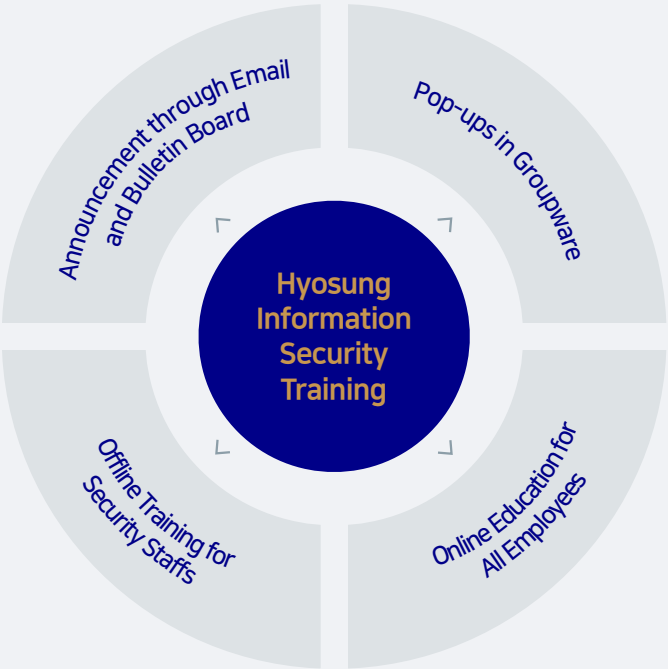 Announcement through Email
and Bulletin Board
Pop-ups in Groupware
Hyosung
Information
Security
Training
Offline Training for
Security Staffs
Online Education for
All Employees